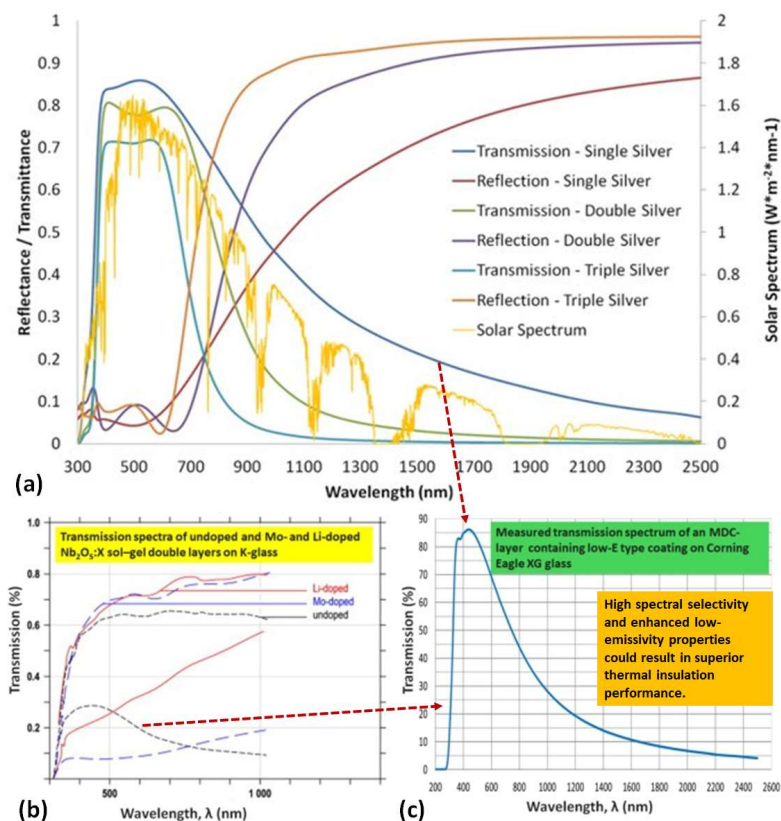 1
0.9
0.8
0.7
0.6
0.5
0.4
0.3
0.2
0.1
0
Reflectance / Transmittance
2
1.8
1.6
1.4
1.2
1
0.8
0.6
0.4
0.2
0
Solar Spectrum (W*m-2*nm-1)
Transmission - Single Silver
Reflection - Single Silver
Transmission - Double Silver
Reflection - Double Silver
Transmission - Triple Silver
Reflection - Triple Silver
Solar Spectrum
300 500 700 900 1100 1300 1500 1700 1900 2100 2300 2500
Wavelength (nm)
(a)
Transmission spectra of undoped and Mo- and Li-doped
Nb₂O₅:X sol–gel double layers on K-glass
1.0
0.8
0.6
0.4
0.2
Transmission (%)
Li-doped
Mo-doped
undoped
500 1 000
Wavelength, λ (nm)
(b)
Measured transmission spectrum of an MDC-
layer containing low-E type coating on Corning
Eagle XG glass
High spectral selectivity
and enhanced low-
emissivity properties
could result in superior
thermal insulation
performance.
90
80
70
60
50
40
30
20
10
0
Transmission (%)
200 400 600 800 1000 1200 1400 1600 1800 2000 2200 2400 2600
Wavelength, λ (nm)
(c)